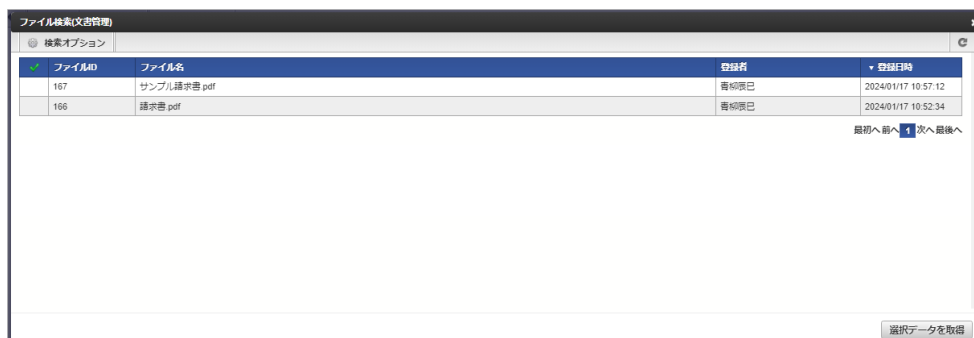 ファイル検索(文書管理)
検索オプション
ファイルID ファイル名 登録者 ▼ 登録日時
167 サンプル請求書.pdf 青柳辰巳 2024/01/17 10:57:12
166 請求書.pdf 青柳辰巳 2024/01/17 10:52:34
最初へ 前へ 1 次へ 最後へ
選択データを取得